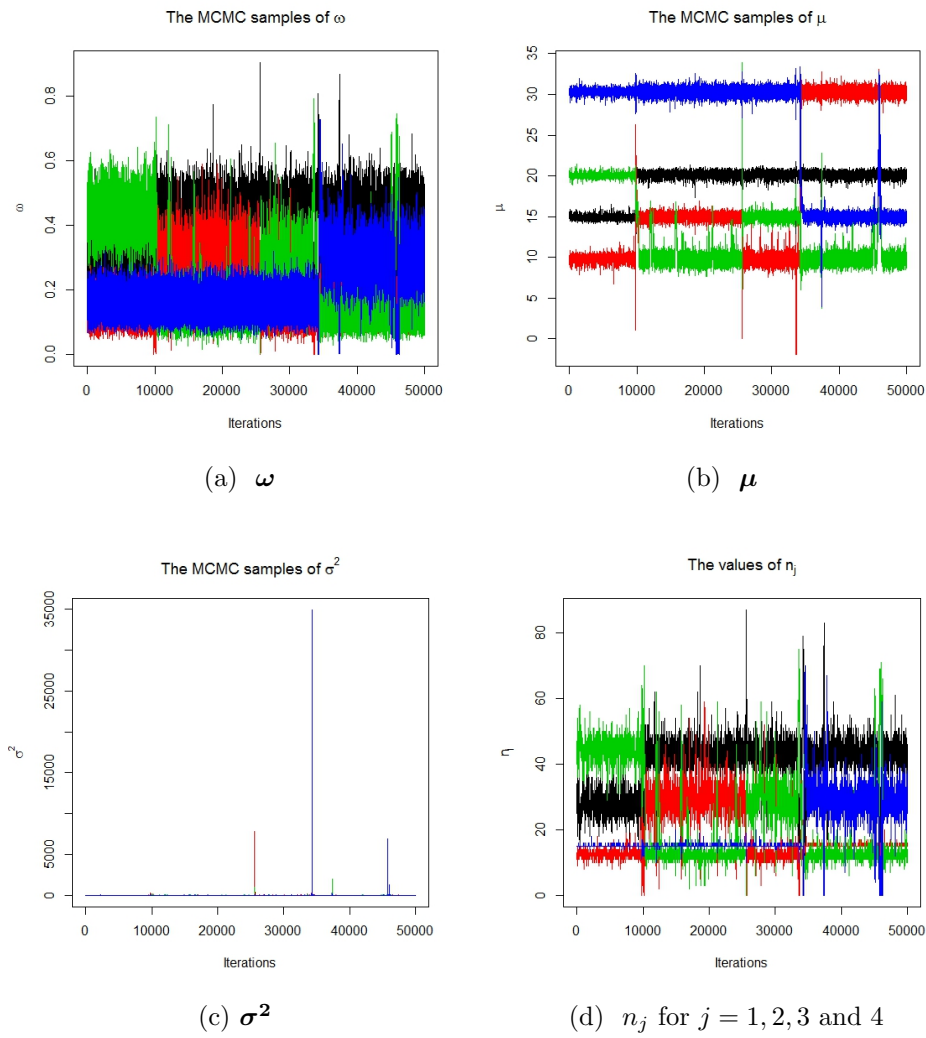 The MCMC samples of ω
ω
0.0 0.2 0.4 0.6 0.8
0 10000 20000 30000 40000 50000
Iterations
(a) ω
The MCMC samples of μ
μ
0 5 10 15 20 25 30 35
0 10000 20000 30000 40000 50000
Iterations
(b) μ
The MCMC samples of σ²
σ²
0 5000 15000 25000 35000
0 10000 20000 30000 40000 50000
Iterations
(c) σ²
The values of nⱼ
nⱼ
0 20 40 60 80
0 10000 20000 30000 40000 50000
Iterations
(d) nⱼ for j = 1, 2, 3 and 4